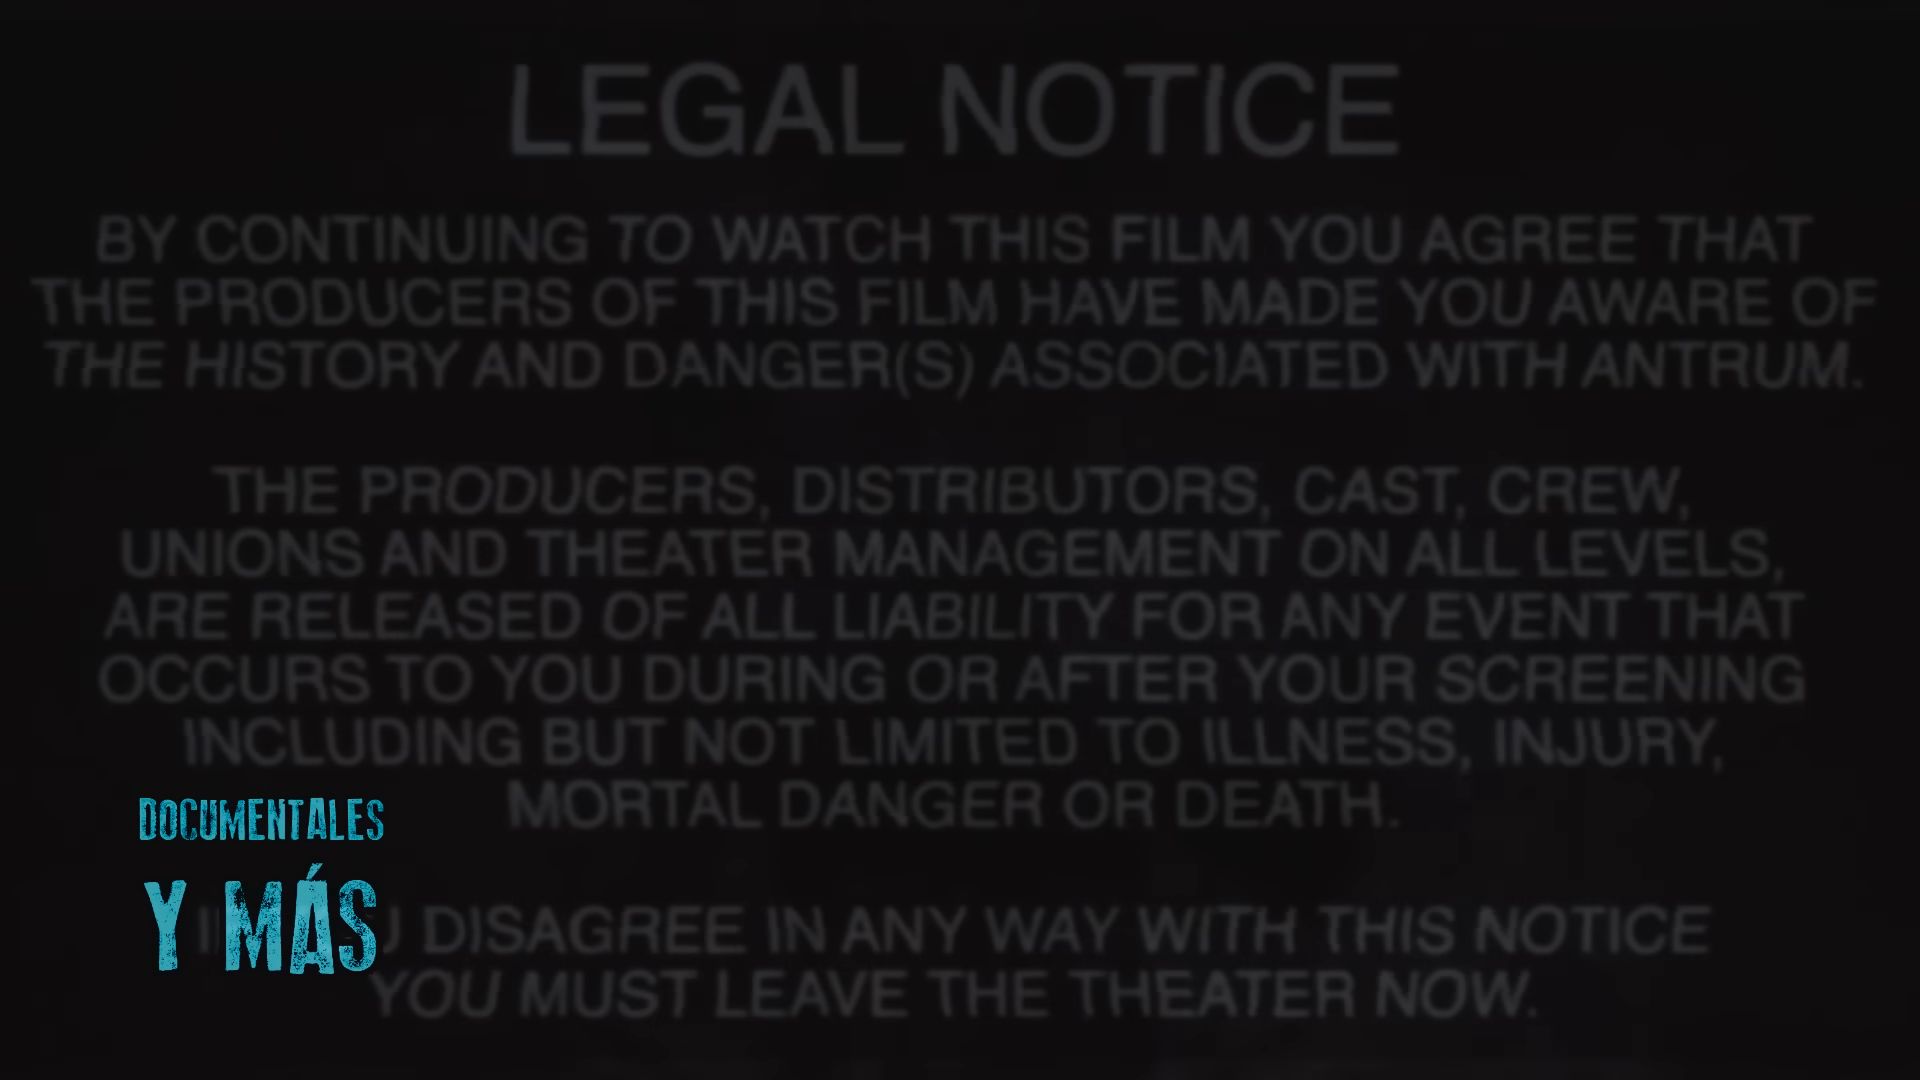 LEGAL NOTICE
BY CONTINUING TO WATCH THIS FILM YOU AGREE THAT
THE PRODUCERS OF THIS FILM HAVE MADE YOU AWARE OF
THE HISTORY AND DANGER(S) ASSOCIATED WITH ANTRUM.
THE PRODUCERS, DISTRIBUTORS, CAST, CREW,
UNIONS AND THEATER MANAGEMENT ON ALL LEVELS,
ARE RELEASED OF ALL LIABILITY FOR ANY EVENT THAT
OCCURS TO YOU DURING OR AFTER YOUR SCREENING
INCLUDING BUT NOT LIMITED TO ILLNESS, INJURY,
MORTAL DANGER OR DEATH.
DISAGREE IN ANY WAY WITH THIS NOTICE
YOU MUST LEAVE THE THEATER NOW.
DOCUMENTALES
Y MÁS